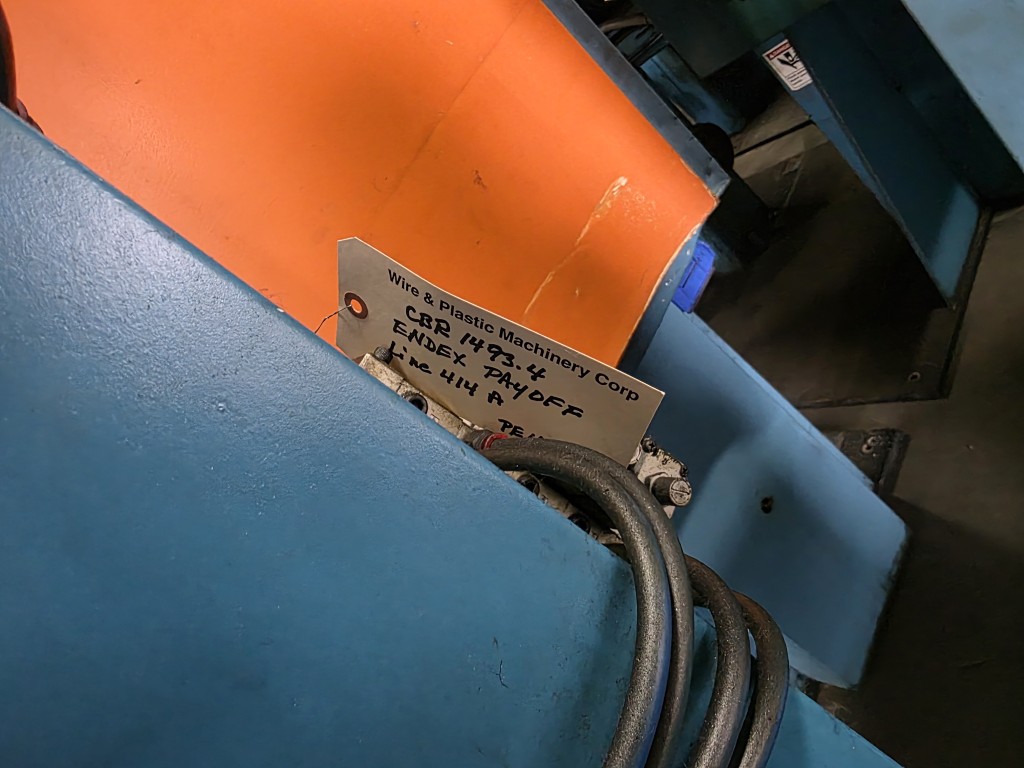 Wire & Plastic Machinery Corp
CBR 1493.4
ENDEX PAYOFF
Line 414 A